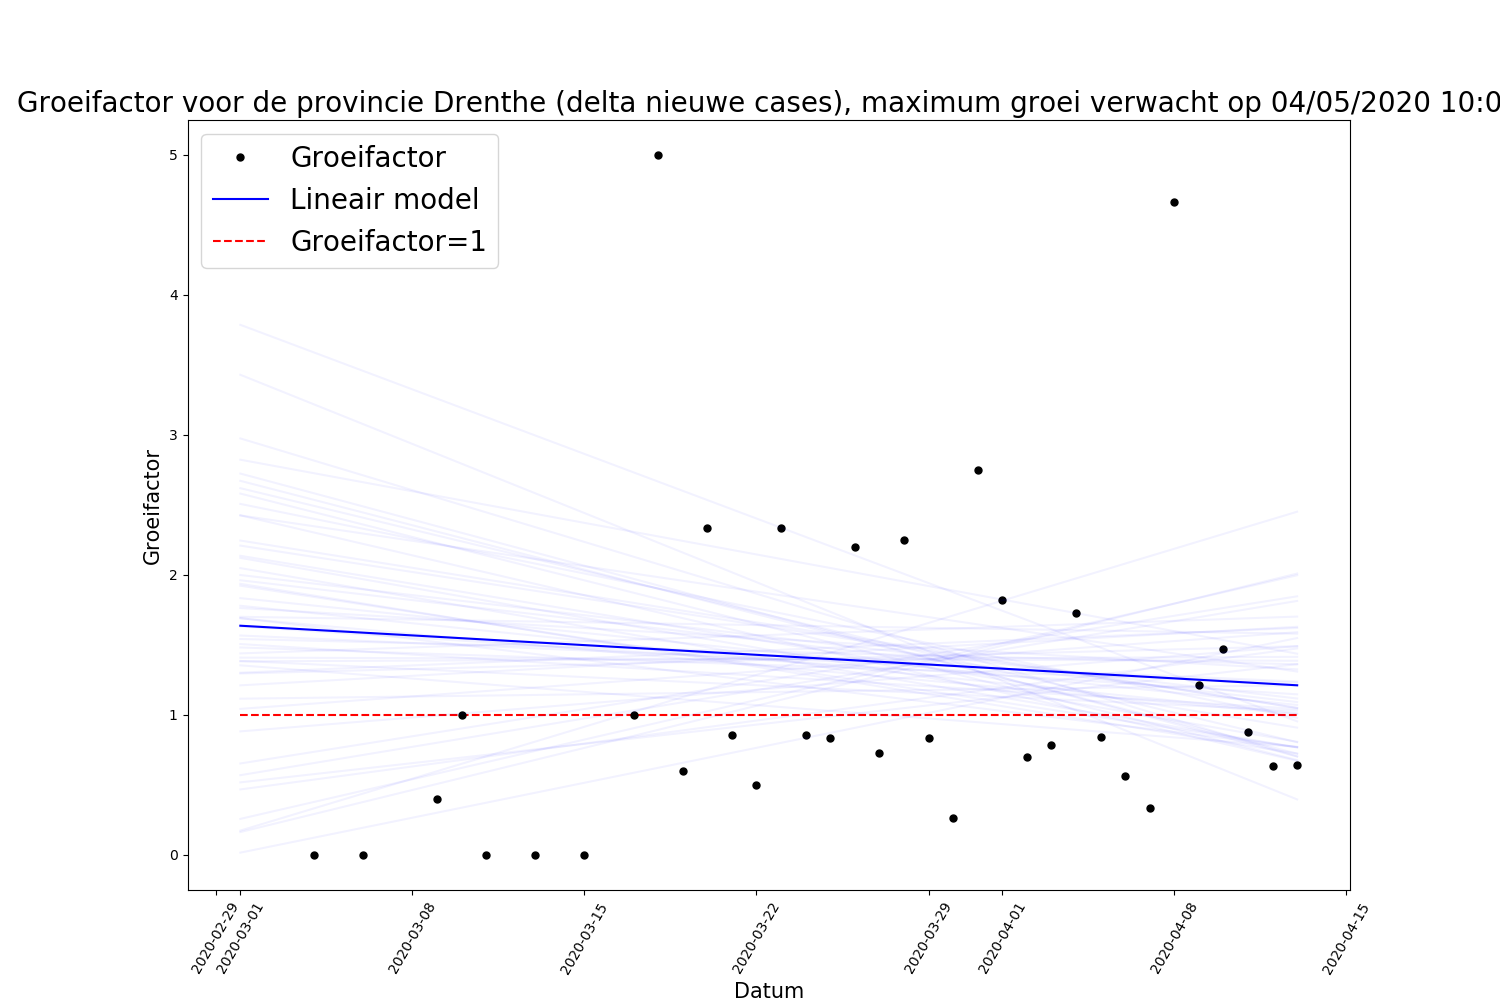 Groeifactor voor de provincie Drenthe (delta nieuwe cases), maximum groei verwacht op 04/05/2020 10:0
Groeifactor
Lineair model
Groeifactor=1
5
4
3
2
1
0
Groeifactor
2020-02-29
2020-03-01
2020-03-08
2020-03-15
2020-03-22
2020-03-29
2020-04-01
2020-04-08
2020-04-15
Datum